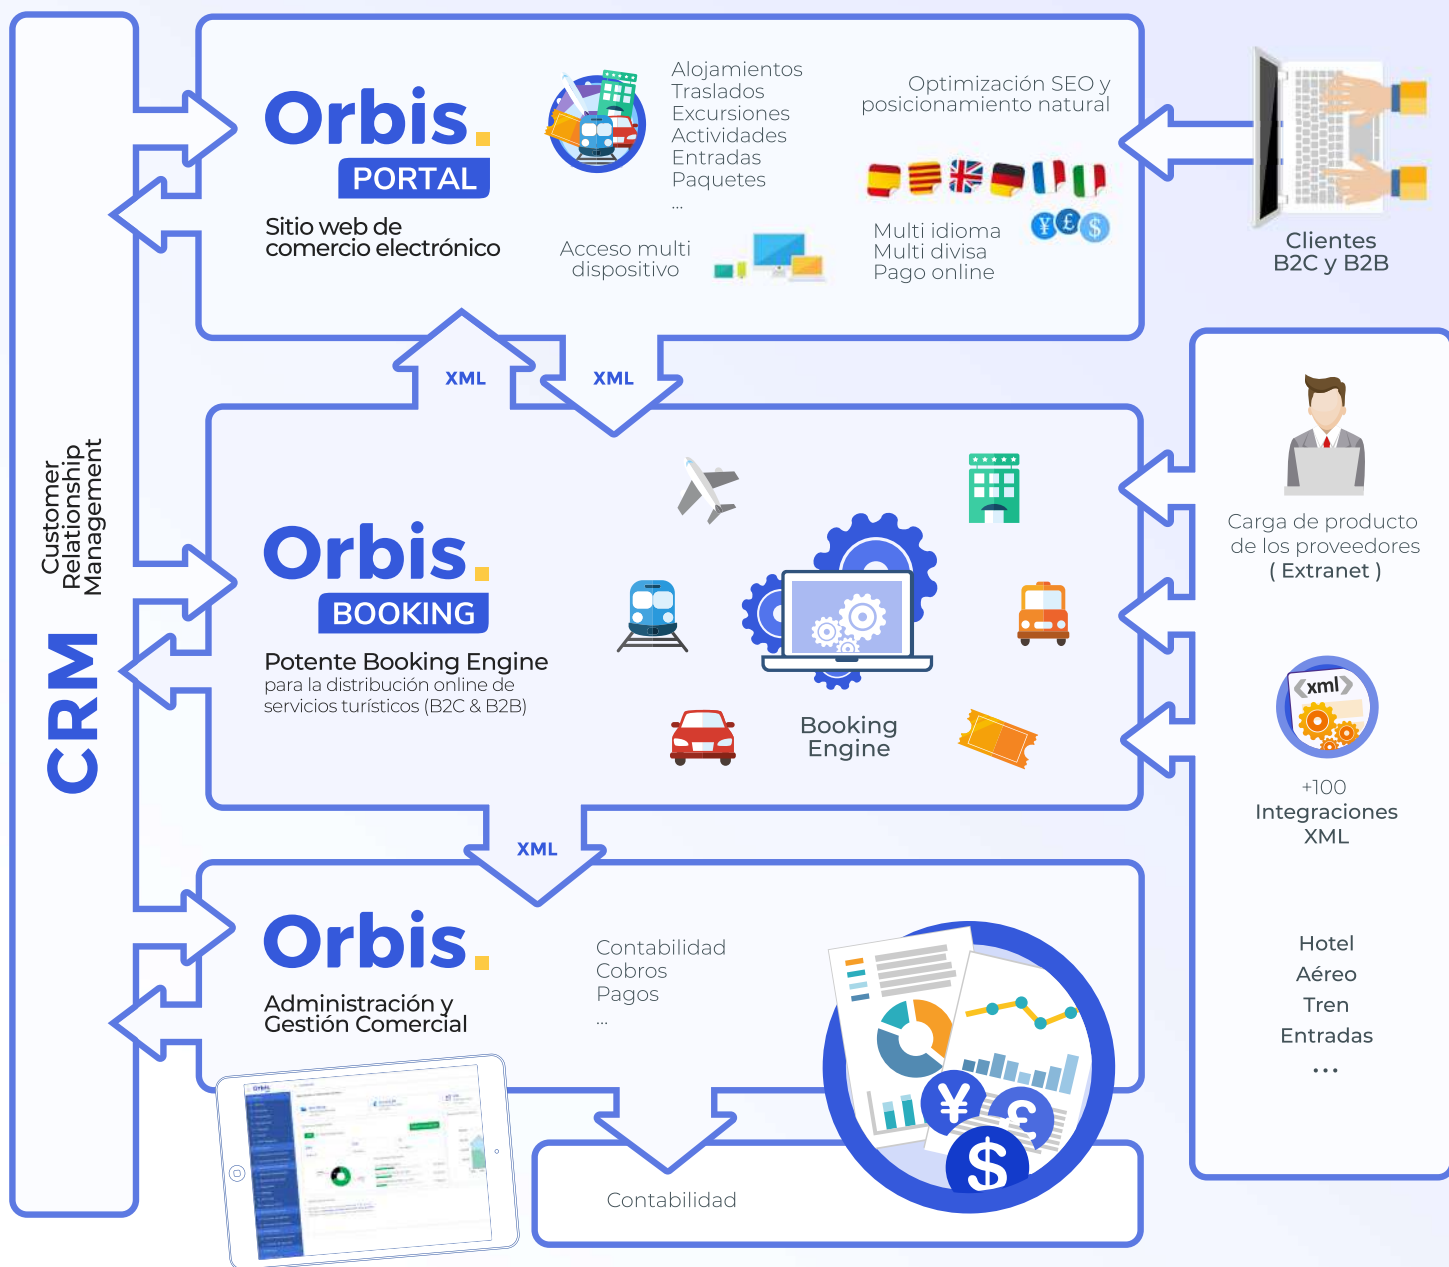 Orbis.
PORTAL
Sitio web de
comercio electrónico
Alojamientos
Traslados
Excursiones
Actividades
Entradas
Paquetes
...
Acceso multi
dispositivo
Optimización SEO y
posicionamiento natural
¥ £ $
Multi idioma
Multi divisa
Pago online
Clientes
B2C y B2B
XML
XML
Customer
Relationship
Management
CRM
Orbis.
BOOKING
Potente Booking Engine
para la distribución online de
servicios turísticos (B2C & B2B)
Booking
Engine
Carga de producto
de los proveedores
( Extranet )
<xml>
+100
Integraciones
XML
Hotel
Aéreo
Tren
Entradas
...
XML
Orbis.
Administración y
Gestión Comercial
Contabilidad
Cobros
Pagos
...
¥ £
$
Contabilidad